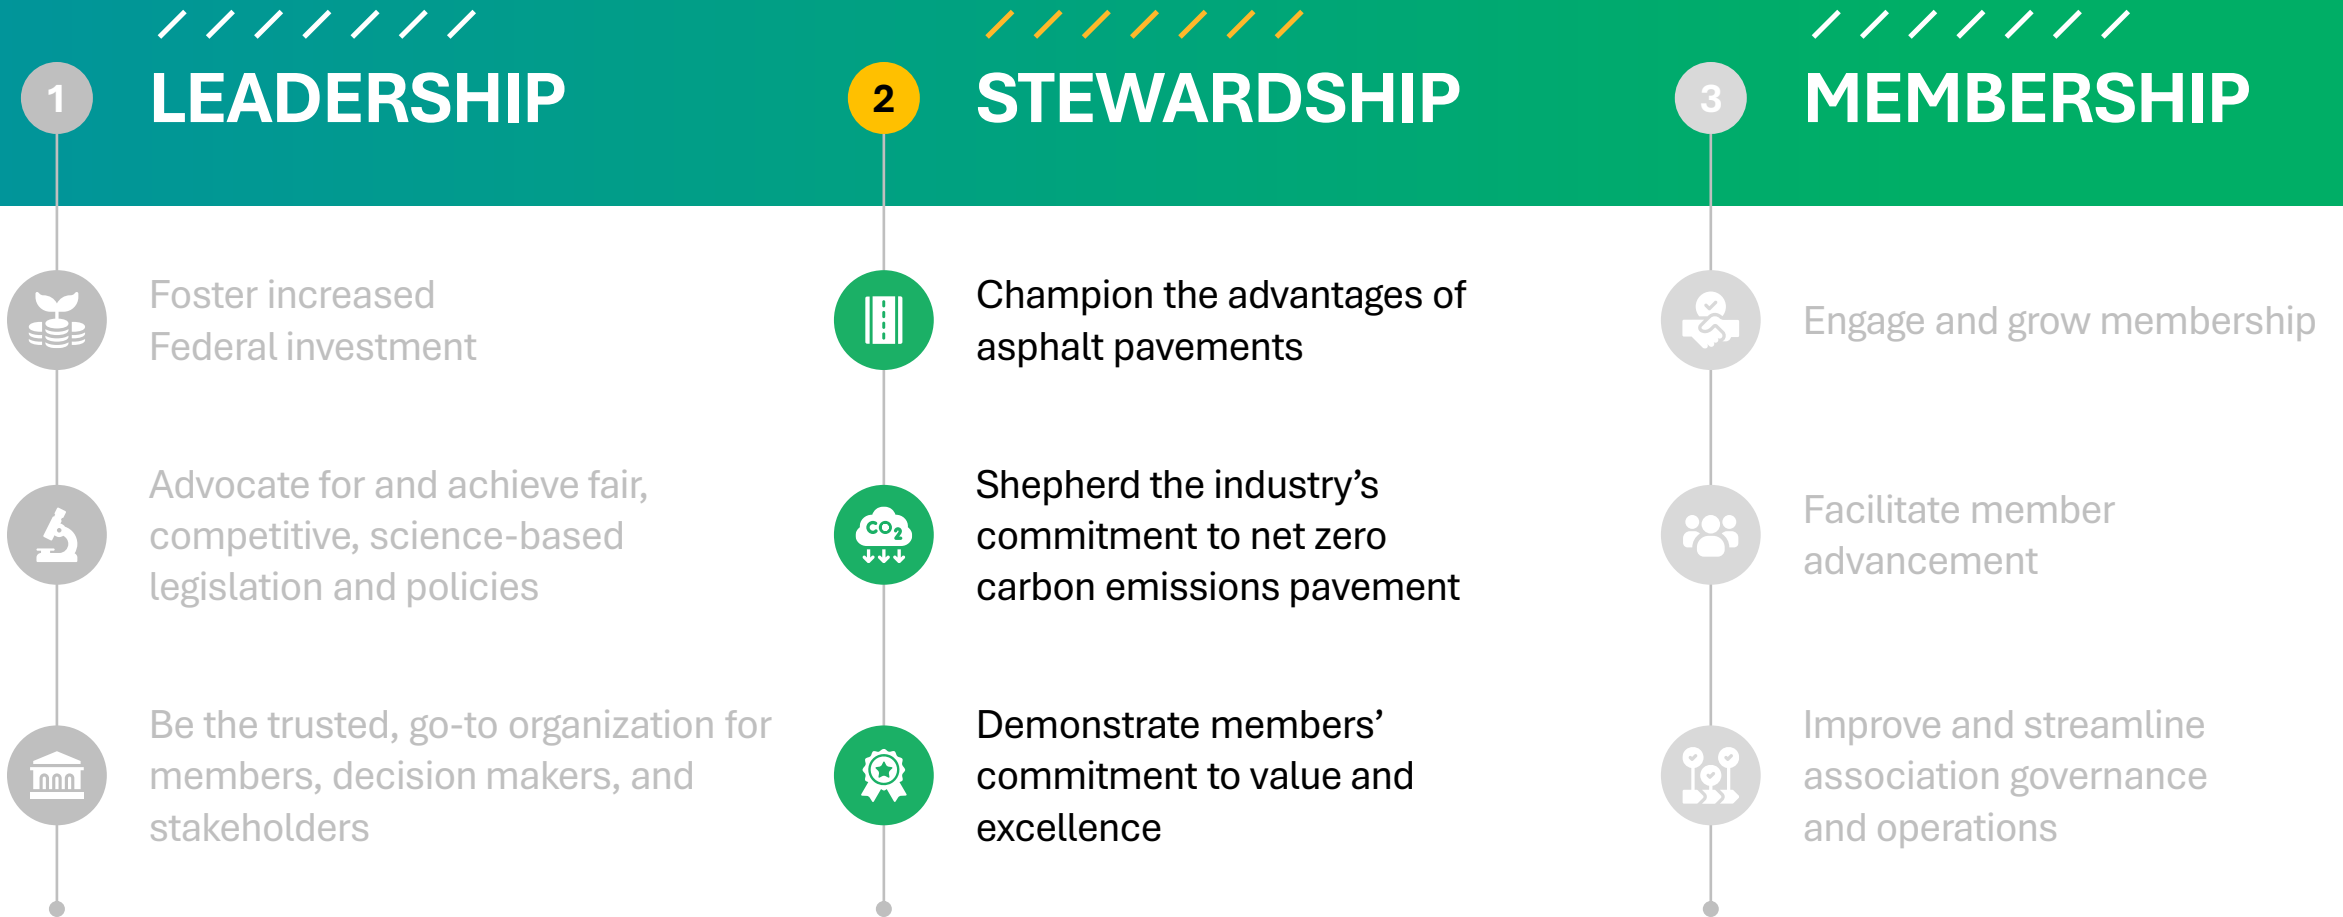 1
LEADERSHIP
Foster increased
Federal investment
Advocate for and achieve fair,
competitive, science-based
legislation and policies
Be the trusted, go-to organization for
members, decision makers, and
stakeholders
2
STEWARDSHIP
Champion the advantages of
asphalt pavements
CO2
Shepherd the industry’s
commitment to net zero
carbon emissions pavement
Demonstrate members’
commitment to value and
excellence
3
MEMBERSHIP
Engage and grow membership
Facilitate member
advancement
Improve and streamline
association governance
and operations